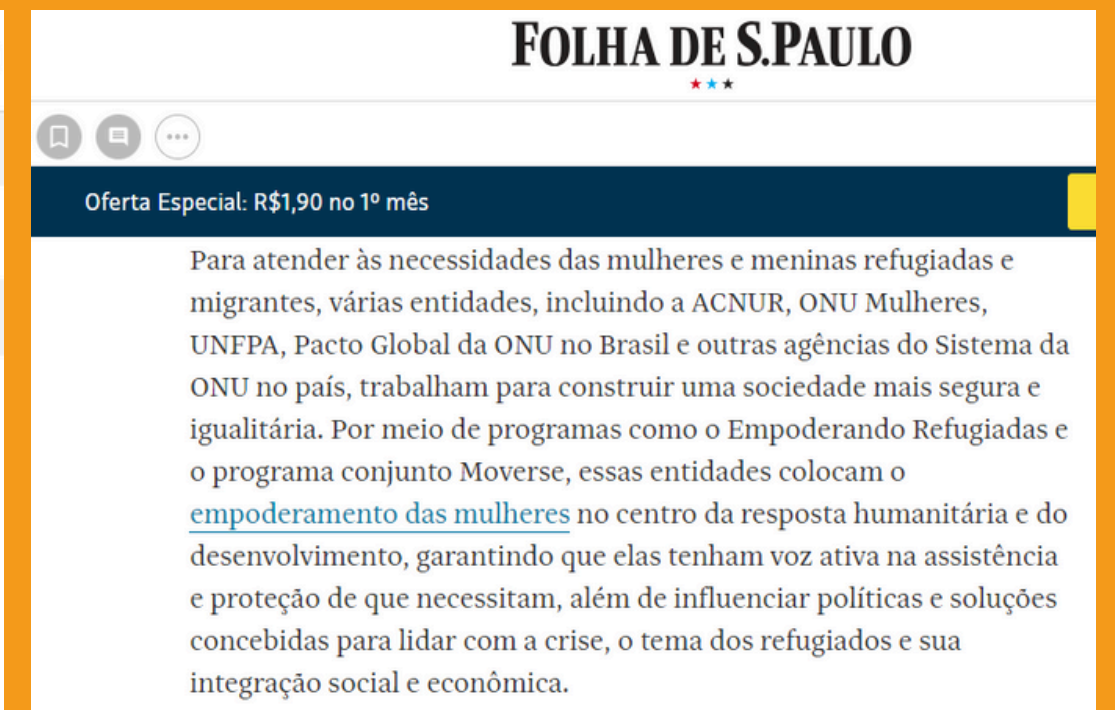 FOLHA DE S.PAULO
Oferta Especial: R$1,90 no 1º mês
Para atender às necessidades das mulheres e meninas refugiadas e
migrantes, várias entidades, incluindo a ACNUR, ONU Mulheres,
UNFPA, Pacto Global da ONU no Brasil e outras agências do Sistema da
ONU no país, trabalham para construir uma sociedade mais segura e
igualitária. Por meio de programas como o Empoderando Refugiadas e
o programa conjunto Moverse, essas entidades colocam o
empoderamento das mulheres no centro da resposta humanitária e do
desenvolvimento, garantindo que elas tenham voz ativa na assistência
e proteção de que necessitam, além de influenciar políticas e soluções
concebidas para lidar com a crise, o tema dos refugiados e sua
integração social e econômica.